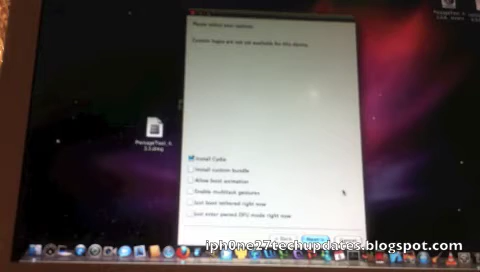 Please select your options
Custom logos are not yet available for this device.
Install Cydia
Install custom bundle
Allow boot animation
Enable multitask gestures
Just boot tethered right now
Just enter pwned DFU mode right now
iph0ne27techupdates.blogspot.com